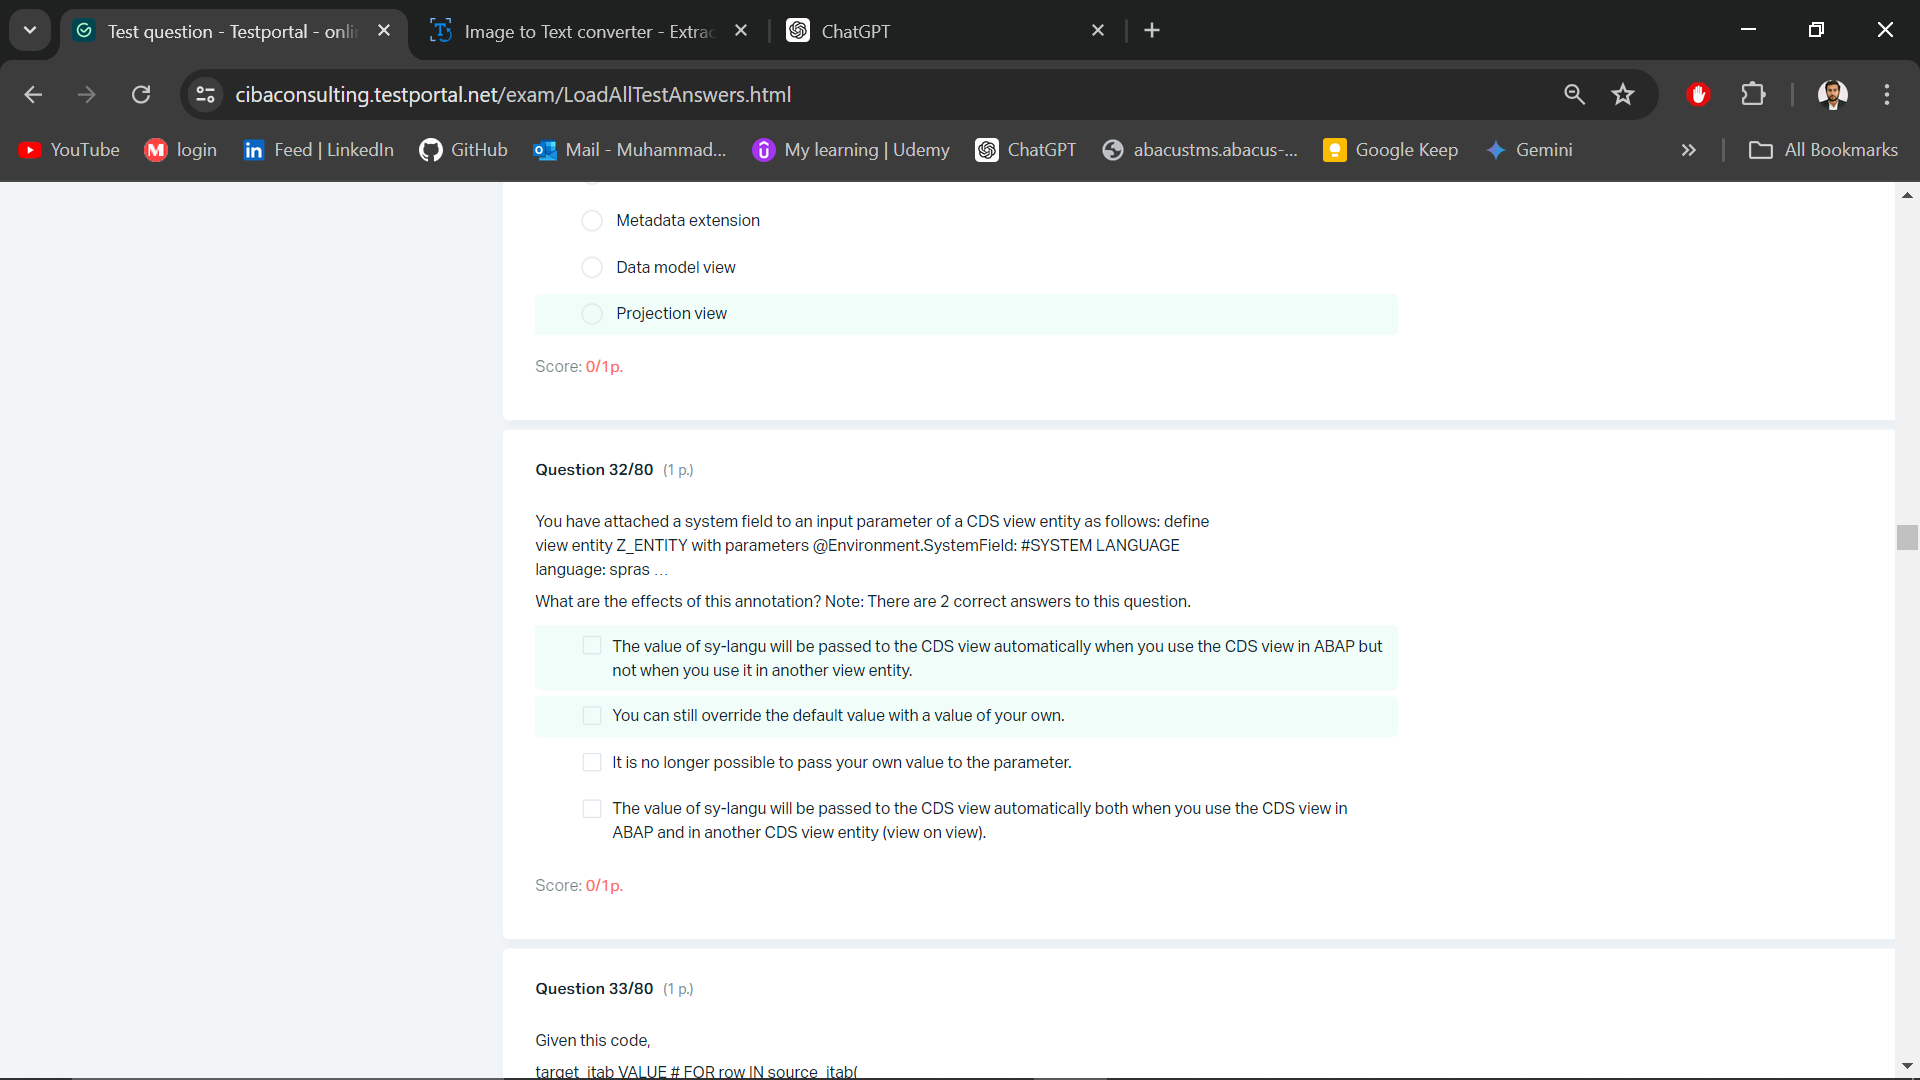 Test question - Testportal - onli
Image to Text converter - Extrac
ChatGPT
cibaconsulting.testportal.net/exam/LoadAllTestAnswers.html
YouTube
login
Feed | LinkedIn
GitHub
Mail - Muhammad...
My learning | Udemy
ChatGPT
abacustms.abacus-...
Google Keep
Gemini
All Bookmarks
Metadata extension
Data model view
Projection view
Score: 0/1p.
Question 32/80 (1 p.)
You have attached a system field to an input parameter of a CDS view entity as follows: define
view entity Z_ENTITY with parameters @Environment.SystemField: #SYSTEM LANGUAGE
language: spras ...
What are the effects of this annotation? Note: There are 2 correct answers to this question.
The value of sy-langu will be passed to the CDS view automatically when you use the CDS view in ABAP but
not when you use it in another view entity.
You can still override the default value with a value of your own.
It is no longer possible to pass your own value to the parameter.
The value of sy-langu will be passed to the CDS view automatically both when you use the CDS view in
ABAP and in another CDS view entity (view on view).
Score: 0/1p.
Question 33/80 (1 p.)
Given this code,
target_itab VALUE # FOR row IN source_itab(